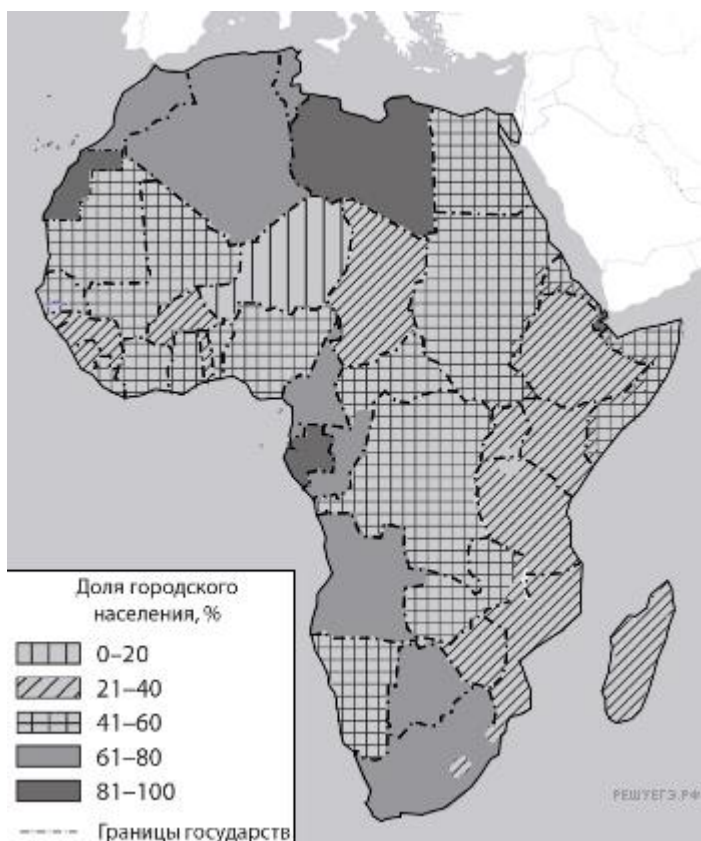 Доля городского
населения, %
0–20
21–40
41–60
61–80
81–100
Границы государств
РЕШУЕГЭ.РФ